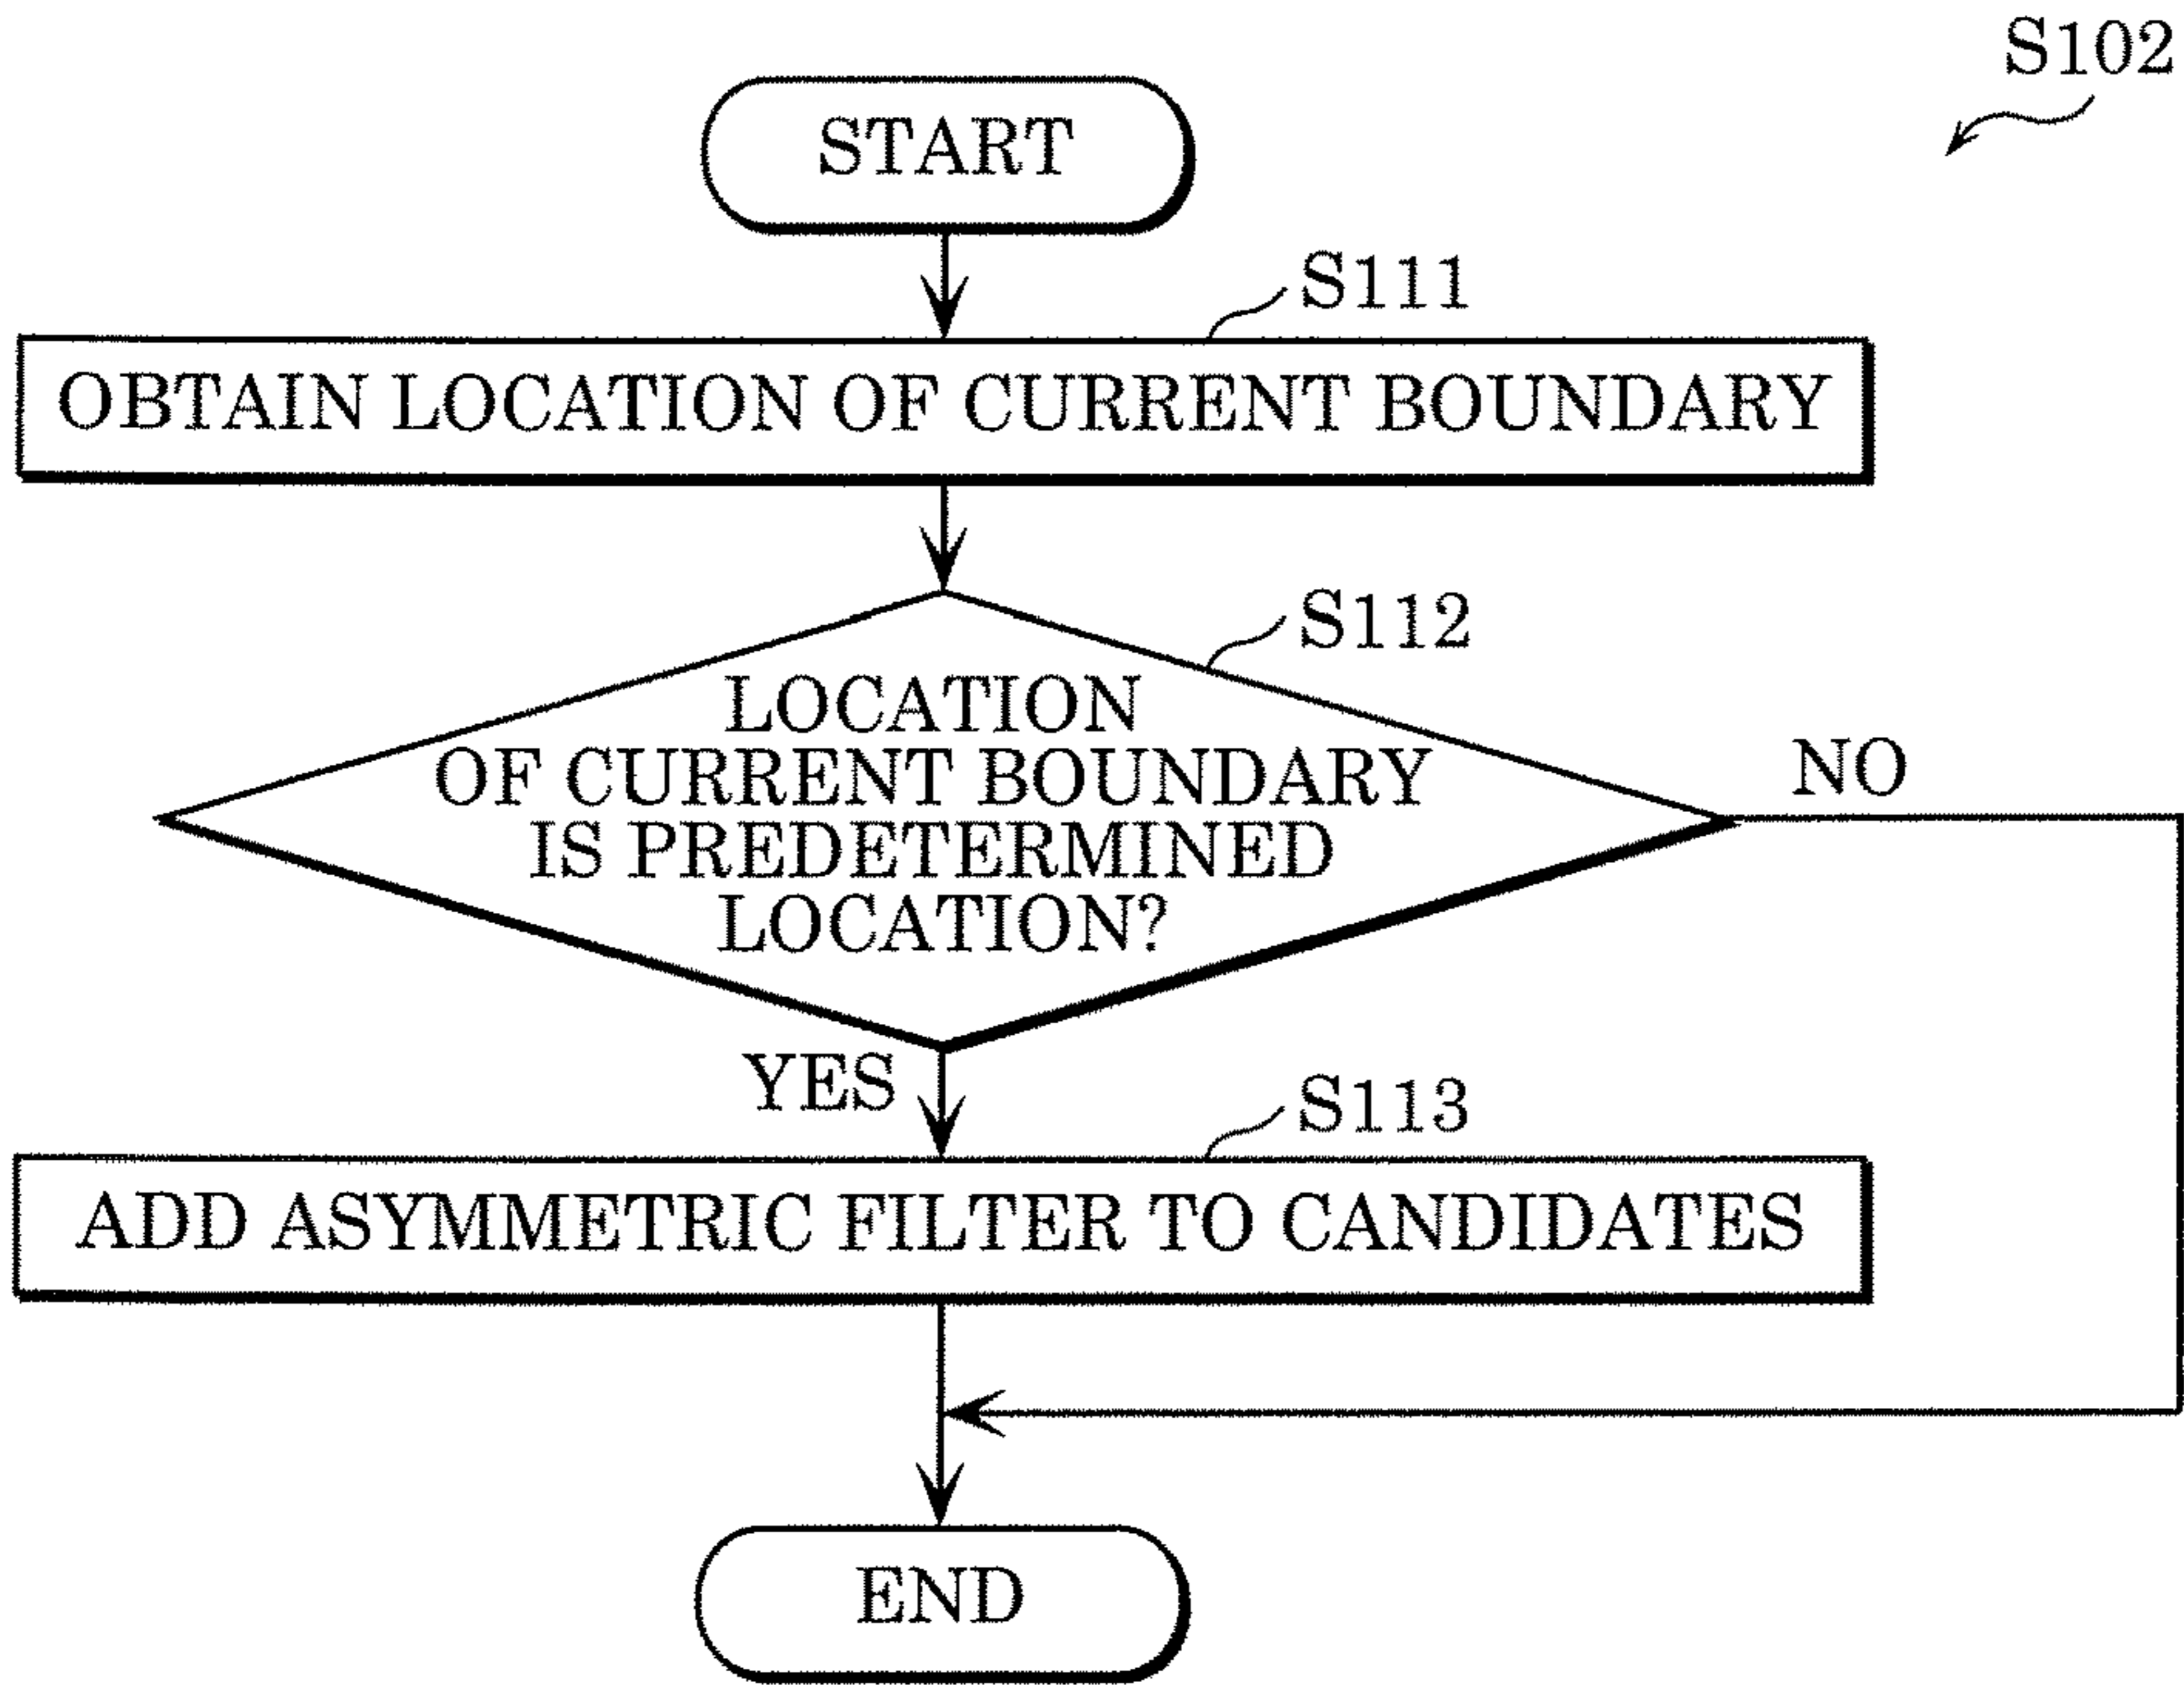 S102
START
S111
OBTAIN LOCATION OF CURRENT BOUNDARY
S112
LOCATION
OF CURRENT BOUNDARY
IS PREDETERMINED
LOCATION?
NO
YES
S113
ADD ASYMMETRIC FILTER TO CANDIDATES
END